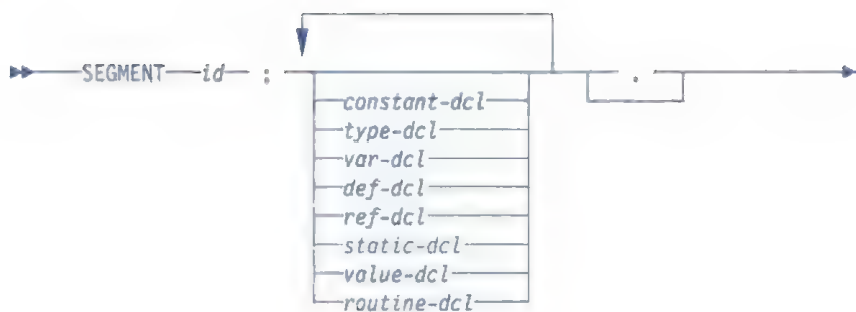 SEGMENT id : .
constant-dcl
type-dcl
var-dcl
def-dcl
ref-dcl
static-dcl
value-dcl
routine-dcl